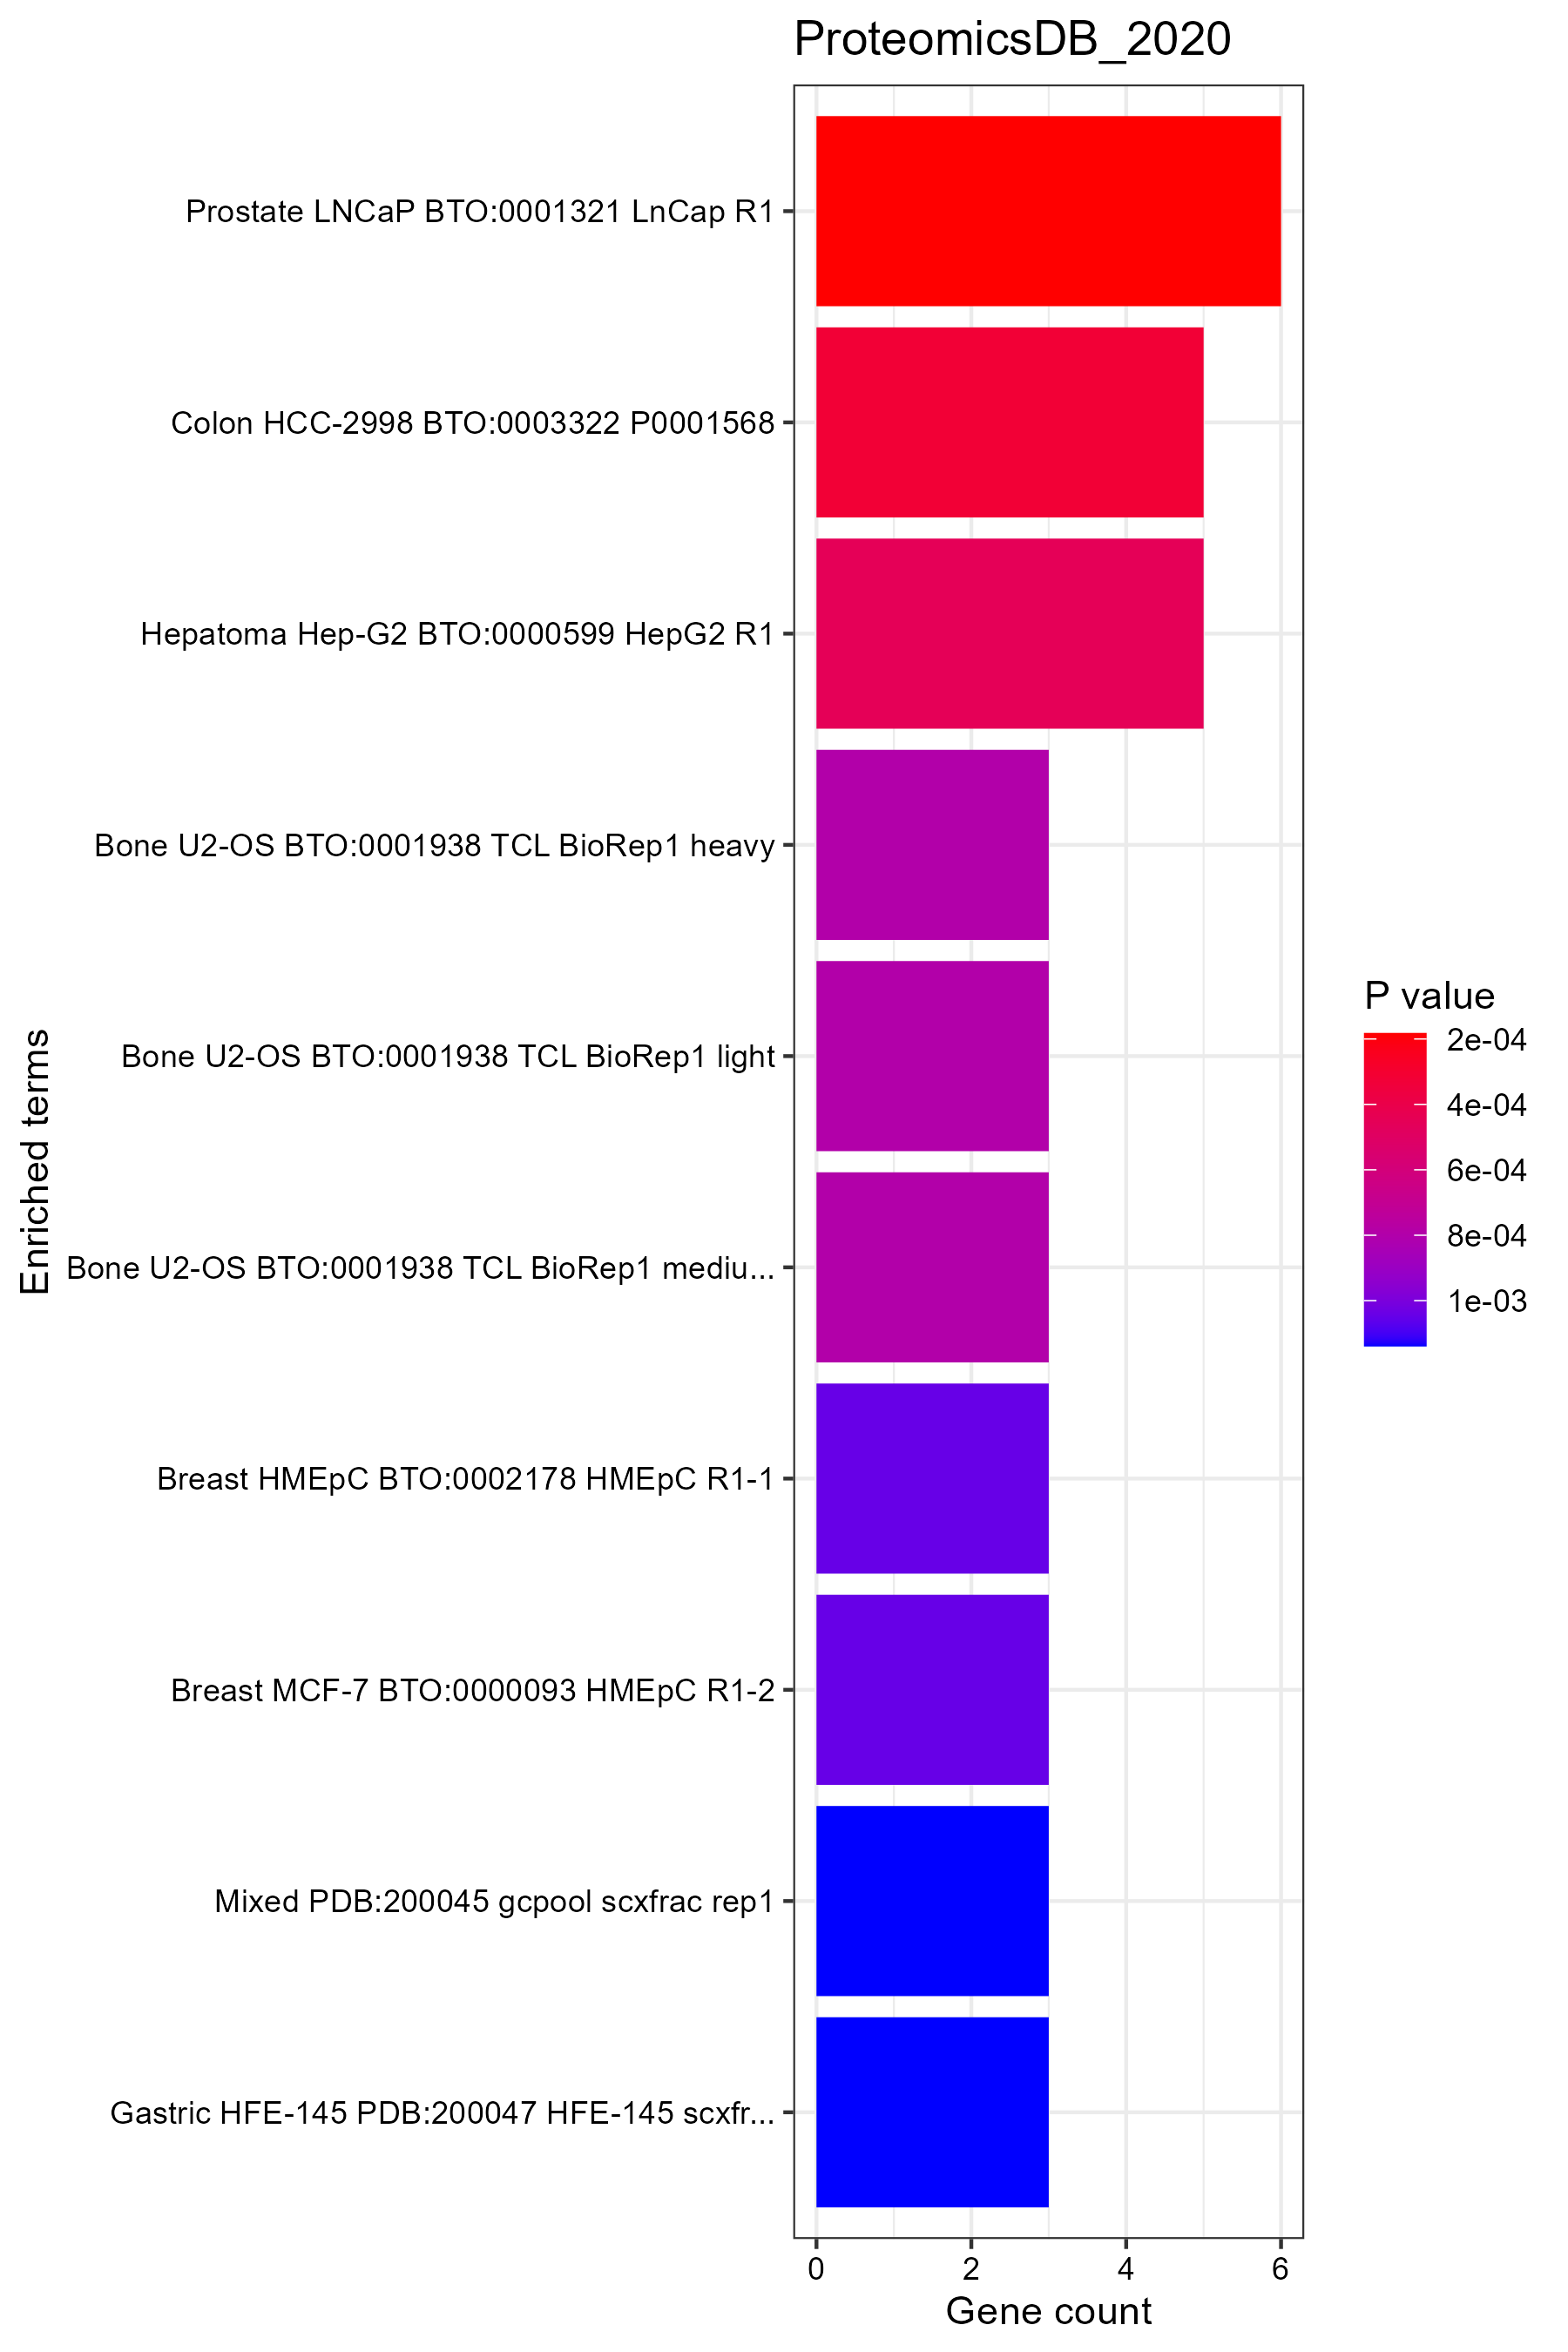 ProteomicsDB_2020
Prostate LNCaP BTO:0001321 LnCap R1
Colon HCC-2998 BTO:0003322 P0001568
Hepatoma Hep-G2 BTO:0000599 HepG2 R1
Bone U2-OS BTO:0001938 TCL BioRep1 heavy
Bone U2-OS BTO:0001938 TCL BioRep1 light
Bone U2-OS BTO:0001938 TCL BioRep1 mediu...
Breast HMEpC BTO:0002178 HMEpC R1-1
Breast MCF-7 BTO:0000093 HMEpC R1-2
Mixed PDB:200045 gcpool scxfrac rep1
Gastric HFE-145 PDB:200047 HFE-145 scxfr...
Enriched terms
0 2 4 6
Gene count
P value
2e-04
4e-04
6e-04
8e-04
1e-03